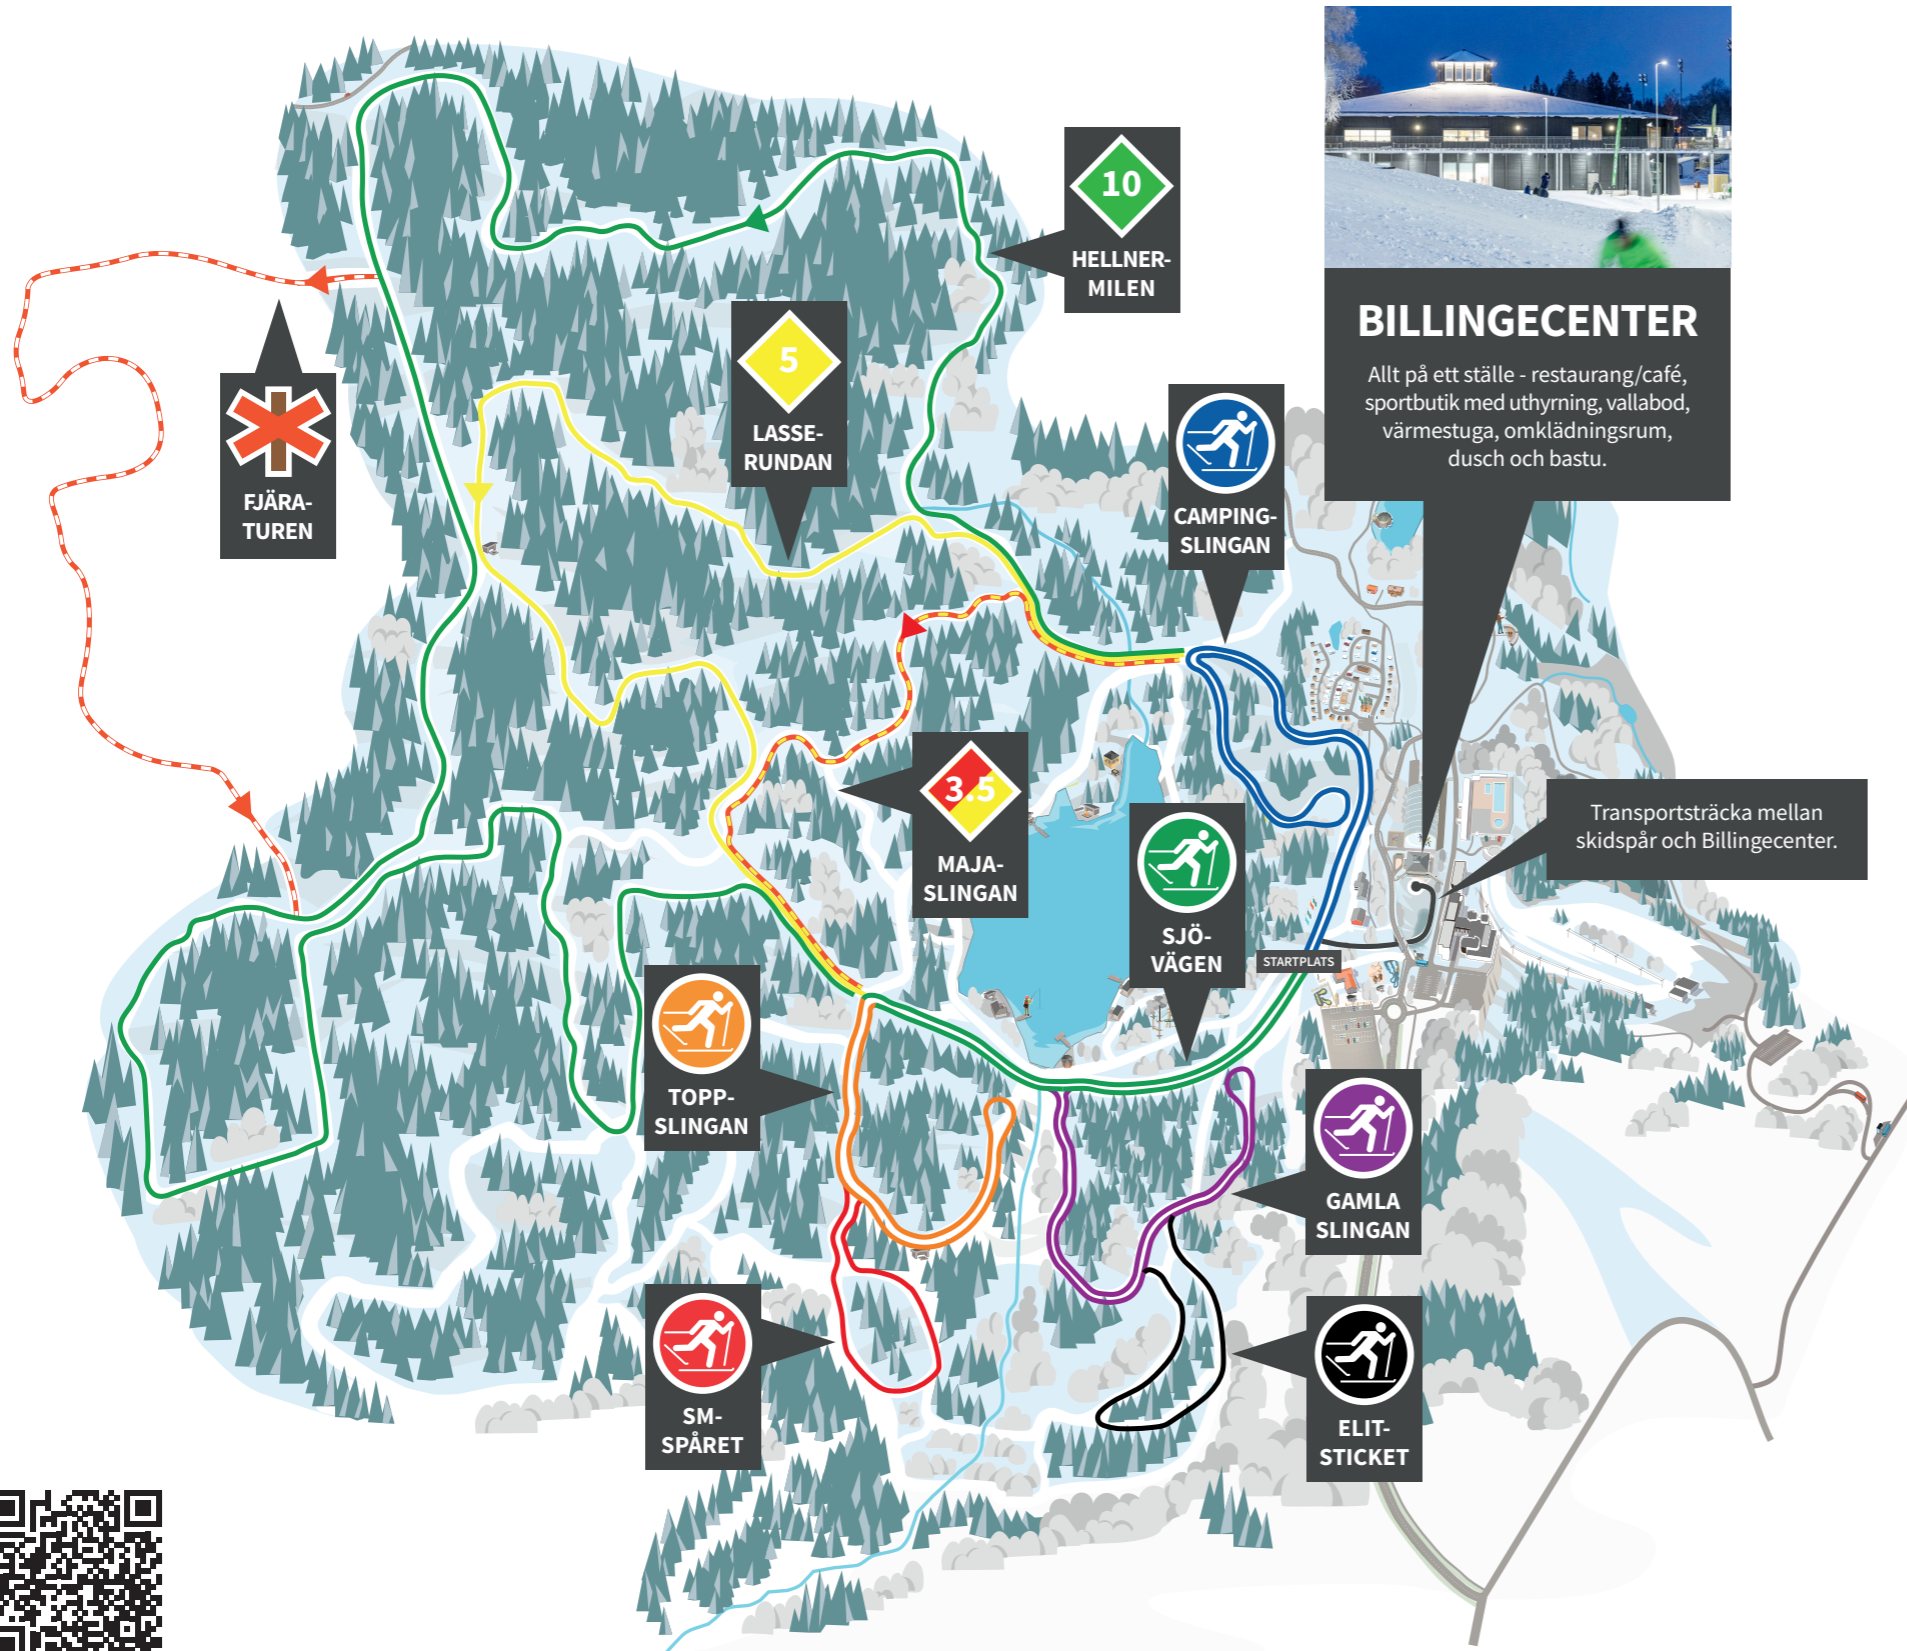 10
HELLNER-
MILEN
BILLINGECENTER
Allt på ett ställe - restaurang/café,
sportbutik med uthyrning, vallabod,
värmestuga, omklädningsrum,
dusch och bastu.
5
LASSE-
RUNDAN
FJÄRA-
TUREN
CAMPING-
SLINGAN
3.5
MAJA-
SLINGAN
Transportsträcka mellan
skidspår och Billingecenter.
SJÖ-
VÄGEN
STARTPLATS
TOPP-
SLINGAN
GAMLA
SLINGAN
SM-
SPÅRET
ELIT-
STICKET